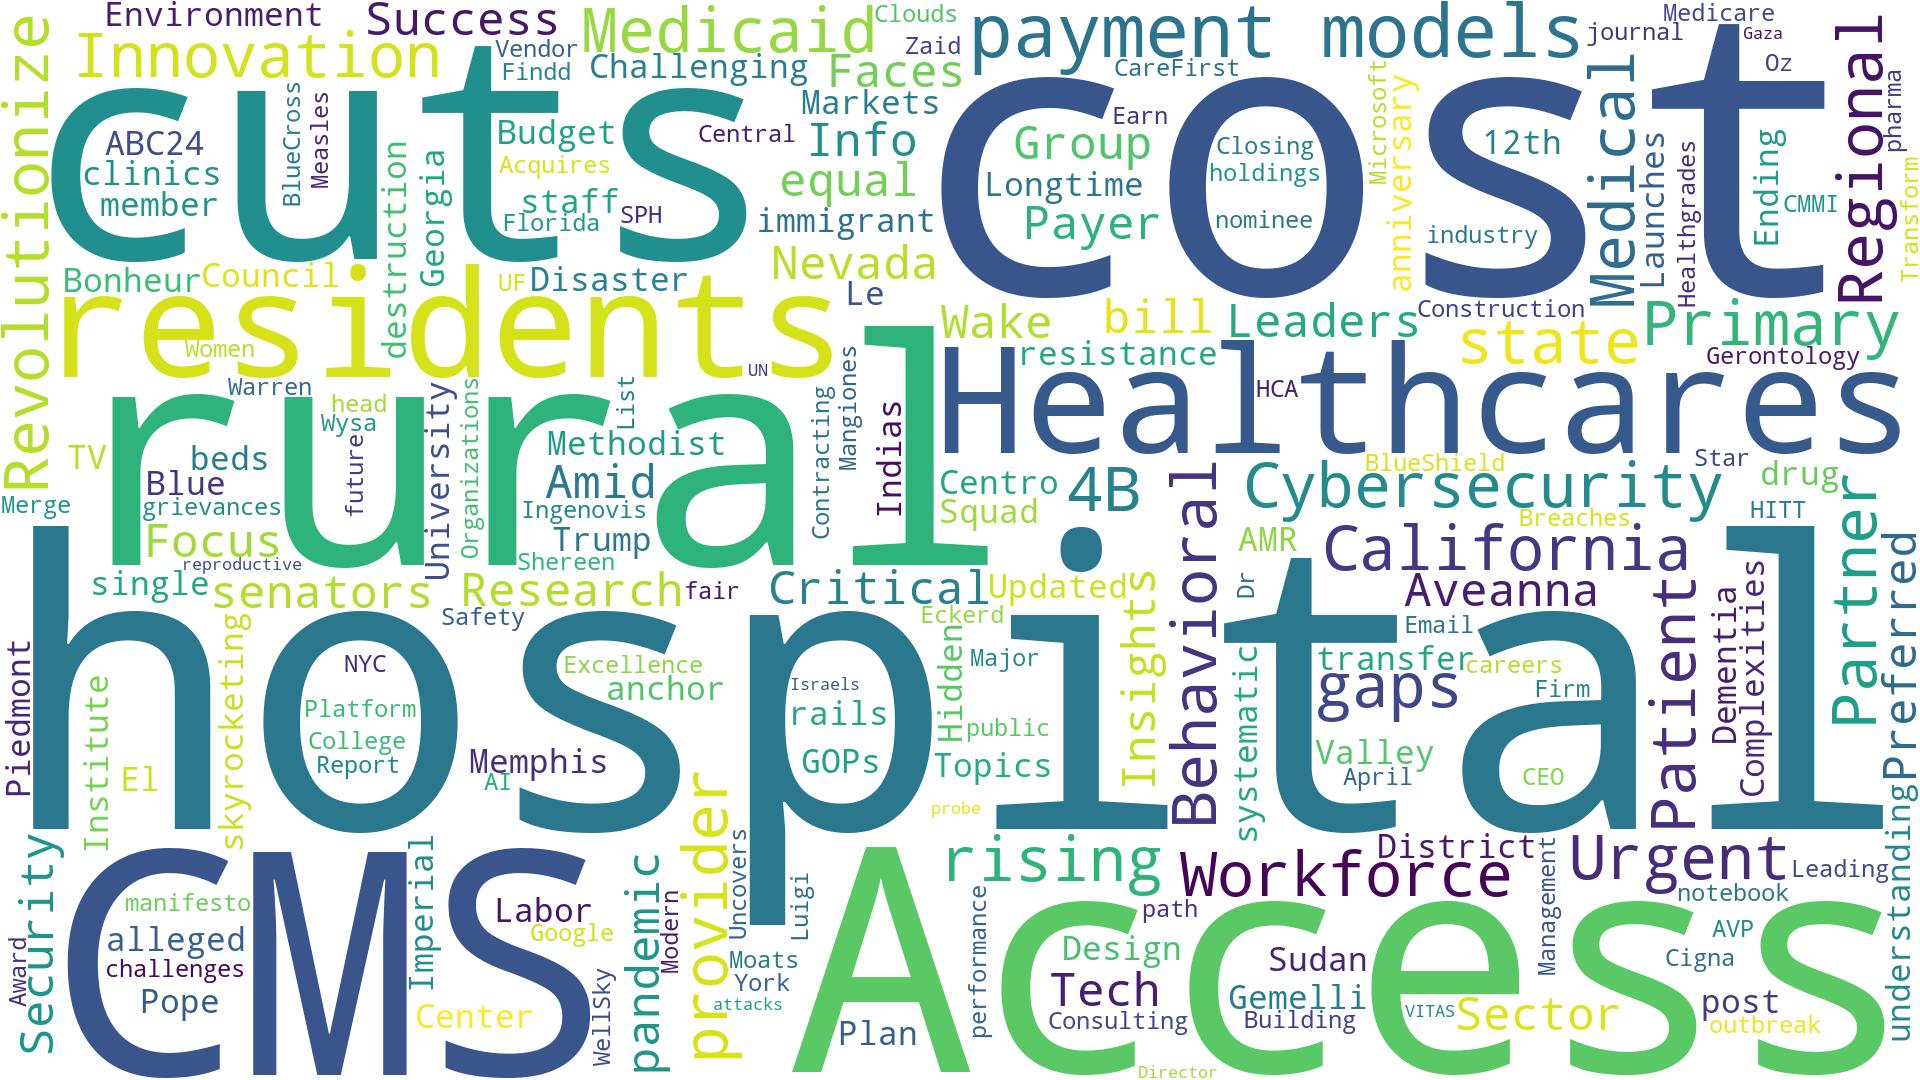 Environment
Success
Medicaid
Clouds
payment models
Medicare
journal
Gaza
Innovation
Vendor
Findd
Challenging
Faces
Zaid
CareFirst
Oz
Revolutionize
cuts
cost
Markets
Info
Earn
Group
Microsoft
anniversary
12th
Medical
Regional
pharma
ABC24
clinics
member
BlueCross
Measles
destruction
Georgia
Budget
Acquires
staff
Florida
SPH
Central
equal
immigrant
Longtime
Payer
Closing
holdings
nominee
industry
Launches
Healthgrades
Ending
CMMI
Transform
Bonheur
Council
UF
Disaster
Nevada
Le
residents
Women
UN
Wake
bill
Leaders
Construction
state
Primary
resistance
Gerontology
Healthcares
HCA
rural
Warren
head
Wysa
List
TV
beds
Blue
grievances
future
University
Organizations
Methodist
Amid
Ingenovis
Trump
Shereen
Contracting
Mangiones
Indias
Merge
Focus
reproductive
Centro
Squad
4B
Behavioral
BlueShield
Star
drug
Cybersecurity
HITT
Breaches
AMR
California
Partner
Preferred
single
senators
Research
fair
Critical
Updated
Dr
Aveanna
hospital
Safety
Eckerd
Insights
Email
Patient
Dementia
Complexities
Piedmont
Institute
skyrocketing
NYC
Excellence
anchor
Israels
Hidden
Major
transfer
careers
systematic
gaps
Firm
Platform
College
Report
rails
public
GOPs
Topics
Valley
April
CEO
El
Memphis
AI
probe
Security
CMS
Access
rising
Workforce
District
Urgent
Leading
notebook
understanding
manifesto
alleged
challenges
Award
Pope
Imperial
Labor
Google
pandemic
Modern
provider
Uncovers
Luigi
Moats
York
attacks
Center
WellSky
Plan
performance
path
Design
Tech
Consulting
Sudan
Gemelli
Building
Management
VITAS
Sector
Cigna
AVP
post
outbreak
Director